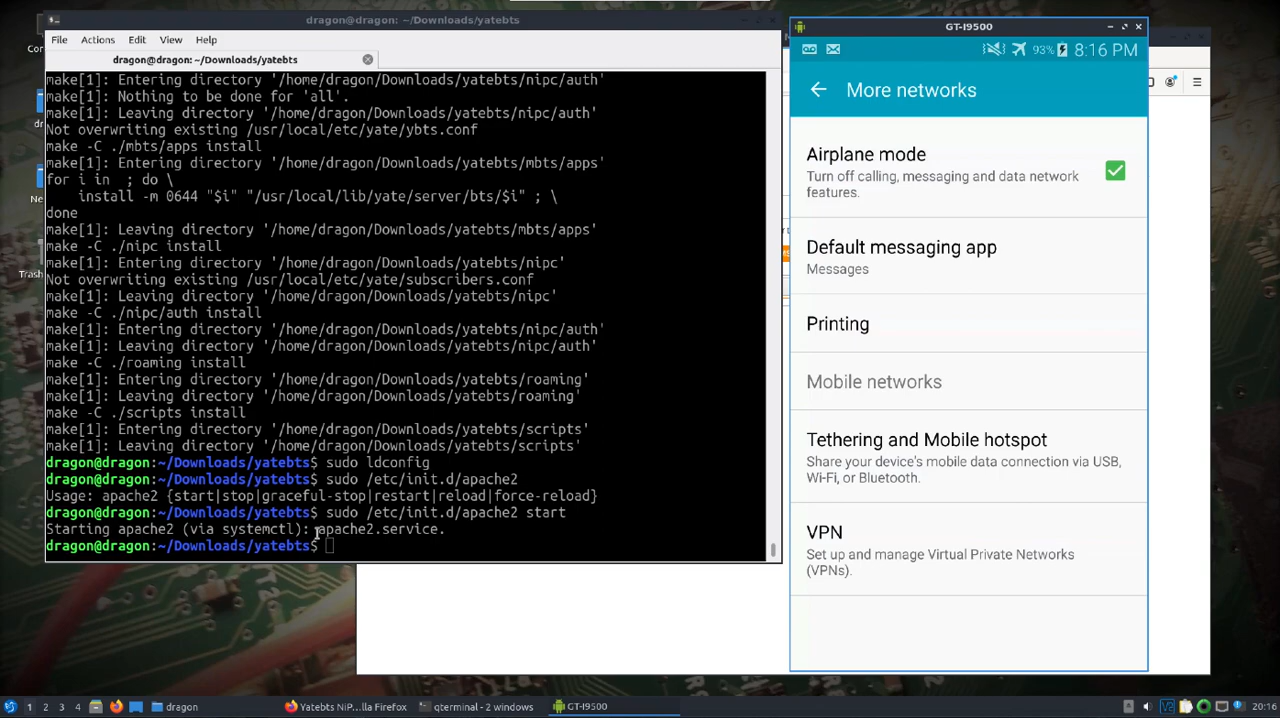 dragon@dragon: ~/Downloads/yatebts
File Actions Edit View Help
dragon@dragon: ~/Downloads/yatebts
make[1]: Entering directory '/home/dragon/Downloads/yatebts/nipc/auth'
make[1]: Nothing to be done for 'all'.
make[1]: Leaving directory '/home/dragon/Downloads/yatebts/nipc/auth'
Not overwriting existing /usr/local/etc/yate/ybts.conf
make -C ./mbts/apps install
make[1]: Entering directory '/home/dragon/Downloads/yatebts/mbts/apps'
for i in  ; do \
    install -m 0644 "$i" "/usr/local/lib/yate/server/bts/$i" ; \
done
make[1]: Leaving directory '/home/dragon/Downloads/yatebts/mbts/apps'
make -C ./nipc install
make[1]: Entering directory '/home/dragon/Downloads/yatebts/nipc'
Not overwriting existing /usr/local/etc/yate/subscribers.conf
make[1]: Leaving directory '/home/dragon/Downloads/yatebts/nipc'
make -C ./nipc/auth install
make[1]: Entering directory '/home/dragon/Downloads/yatebts/nipc/auth'
make[1]: Leaving directory '/home/dragon/Downloads/yatebts/nipc/auth'
make -C ./roaming install
make[1]: Entering directory '/home/dragon/Downloads/yatebts/roaming'
make[1]: Leaving directory '/home/dragon/Downloads/yatebts/roaming'
make -C ./scripts install
make[1]: Entering directory '/home/dragon/Downloads/yatebts/scripts'
make[1]: Leaving directory '/home/dragon/Downloads/yatebts/scripts'
dragon@dragon:~/Downloads/yatebts$ sudo ldconfig
dragon@dragon:~/Downloads/yatebts$ sudo /etc/init.d/apache2
Usage: apache2 {start|stop|graceful-stop|restart|reload|force-reload}
dragon@dragon:~/Downloads/yatebts$ sudo /etc/init.d/apache2 start
Starting apache2 (via systemctl): apache2.service.
dragon@dragon:~/Downloads/yatebts$
GT-I9500
93% 8:16 PM
More networks
Airplane mode
Turn off calling, messaging and data network
features.
Default messaging app
Messages
Printing
Mobile networks
Tethering and Mobile hotspot
Share your device's mobile data connection via USB,
Wi-Fi, or Bluetooth.
VPN
Set up and manage Virtual Private Networks
(VPNs).
1 2 3 4 dragon Yatebts NiP...lla Firefox qterminal - 2 windows GT-I9500 20:16